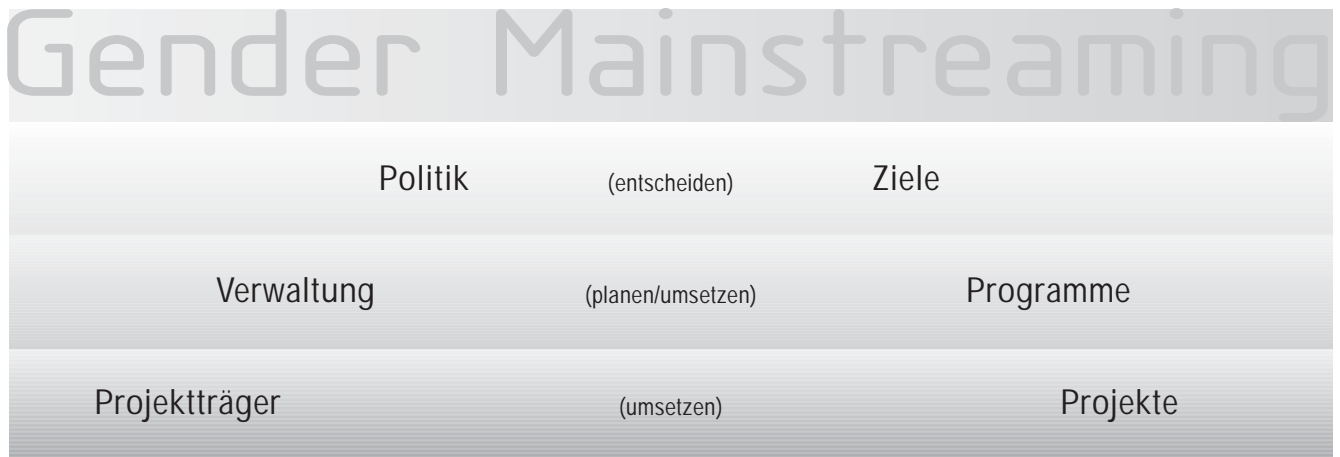 Gender Mainstreaming
Politik (entscheiden) Ziele
Verwaltung (planen/umsetzen) Programme
Projektträger (umsetzen) Projekte